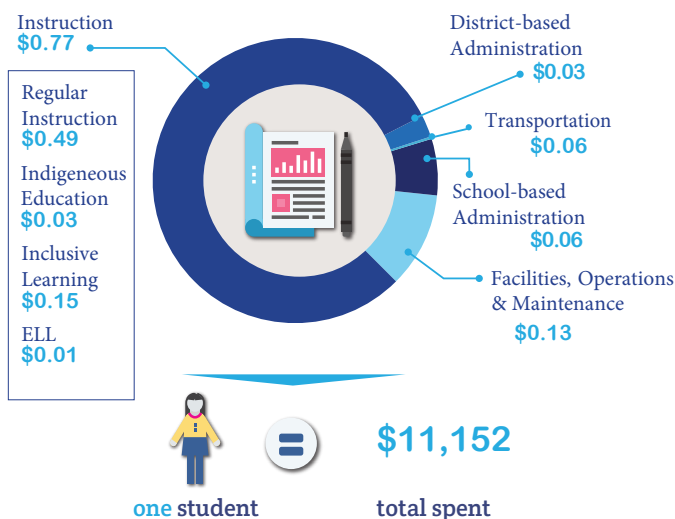 Instruction
$0.77
Regular
Instruction
$0.49
Indigeneous
Education
$0.03
Inclusive
Learning
$0.15
ELL
$0.01
District-based
Administration
$0.03
Transportation
$0.06
School-based
Administration
$0.06
Facilities, Operations
& Maintenance
$0.13
$11,152
one student
total spent